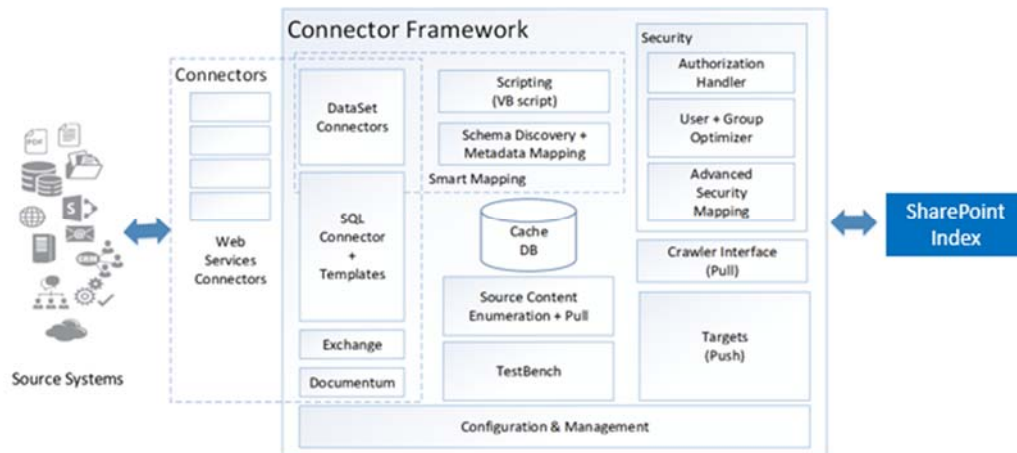 Connector Framework
Connectors
Web
Services
Connectors
Source Systems
PDF
S
DataSet
Connectors
SQL
Connector
+
Templates
Exchange
Documentum
Scripting
(VB script)
Schema Discovery +
Metadata Mapping
Smart Mapping
Cache
DB
Source Content
Enumeration + Pull
TestBench
Security
Authorization
Handler
User + Group
Optimizer
Advanced
Security
Mapping
Crawler Interface
(Pull)
Targets
(Push)
Configuration & Management
SharePoint
Index